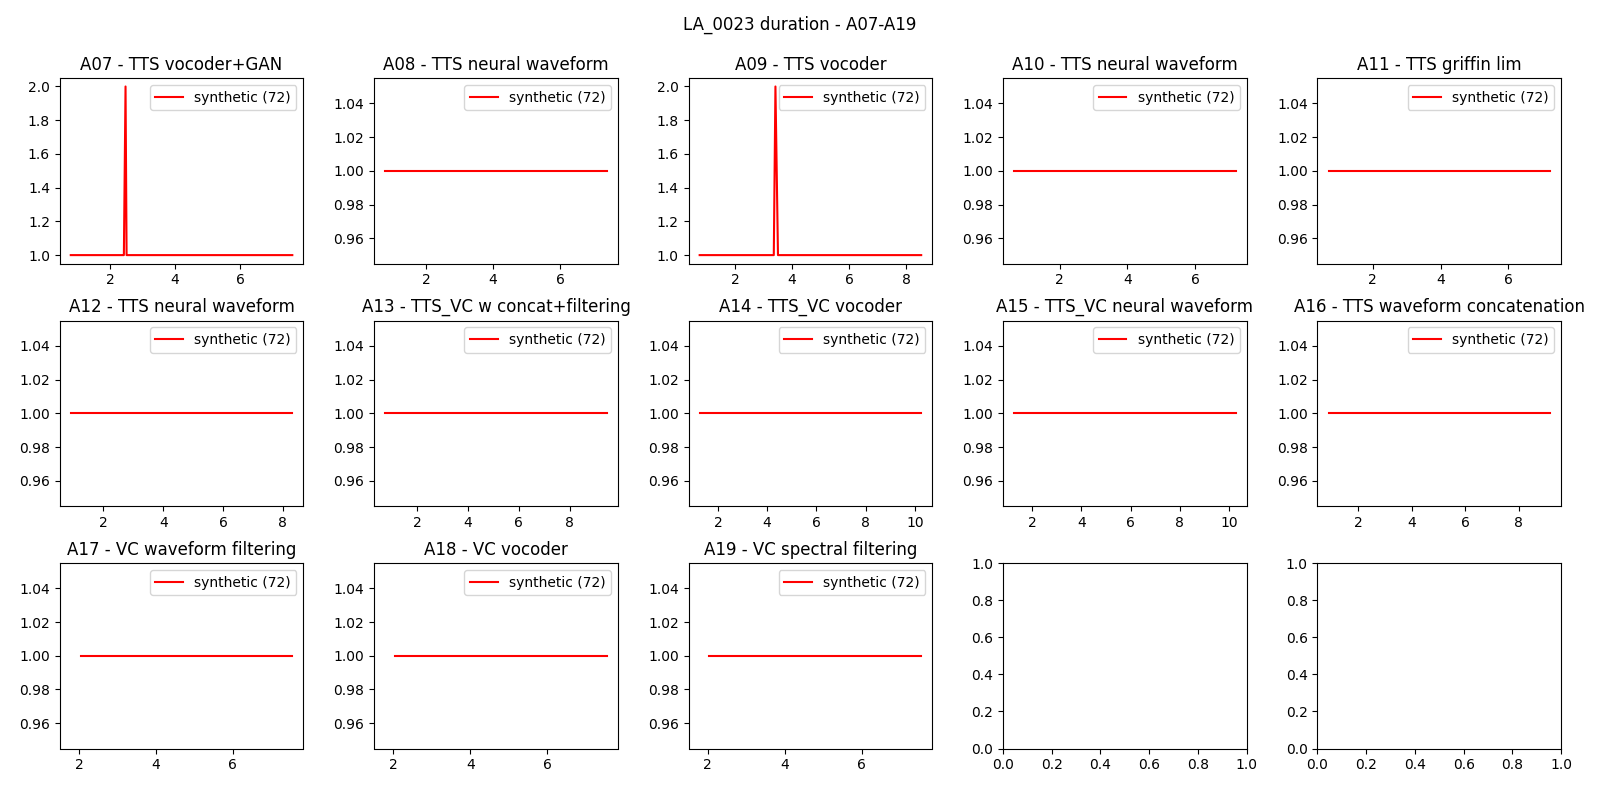 LA_0023 duration - A07-A19
A07 - TTS vocoder+GAN
2.0
1.8
1.6
1.4
1.2
1.0
synthetic (72)
2 4 6
A08 - TTS neural waveform
1.04
1.02
1.00
0.98
0.96
synthetic (72)
2 4 6
A09 - TTS vocoder
2.0
1.8
1.6
1.4
1.2
1.0
synthetic (72)
2 4 6 8
A10 - TTS neural waveform
1.04
1.02
1.00
0.98
0.96
synthetic (72)
2 4 6
A11 - TTS griffin lim
1.04
1.02
1.00
0.98
0.96
synthetic (72)
2 4 6
A12 - TTS neural waveform
1.04
1.02
1.00
0.98
0.96
synthetic (72)
2 4 6 8
A13 - TTS_VC w concat+filtering
1.04
1.02
1.00
0.98
0.96
synthetic (72)
2 4 6 8
A14 - TTS_VC vocoder
1.04
1.02
1.00
0.98
0.96
synthetic (72)
2 4 6 8 10
A15 - TTS_VC neural waveform
1.04
1.02
1.00
0.98
0.96
synthetic (72)
2 4 6 8 10
A16 - TTS waveform concatenation
1.04
1.02
1.00
0.98
0.96
synthetic (72)
2 4 6 8
A17 - VC waveform filtering
1.04
1.02
1.00
0.98
0.96
synthetic (72)
2 4 6
A18 - VC vocoder
1.04
1.02
1.00
0.98
0.96
synthetic (72)
2 4 6
A19 - VC spectral filtering
1.04
1.02
1.00
0.98
0.96
synthetic (72)
2 4 6
1.0
0.8
0.6
0.4
0.2
0.0
0.0 0.2 0.4 0.6 0.8 1.0
1.0
0.8
0.6
0.4
0.2
0.0
0.0 0.2 0.4 0.6 0.8 1.0